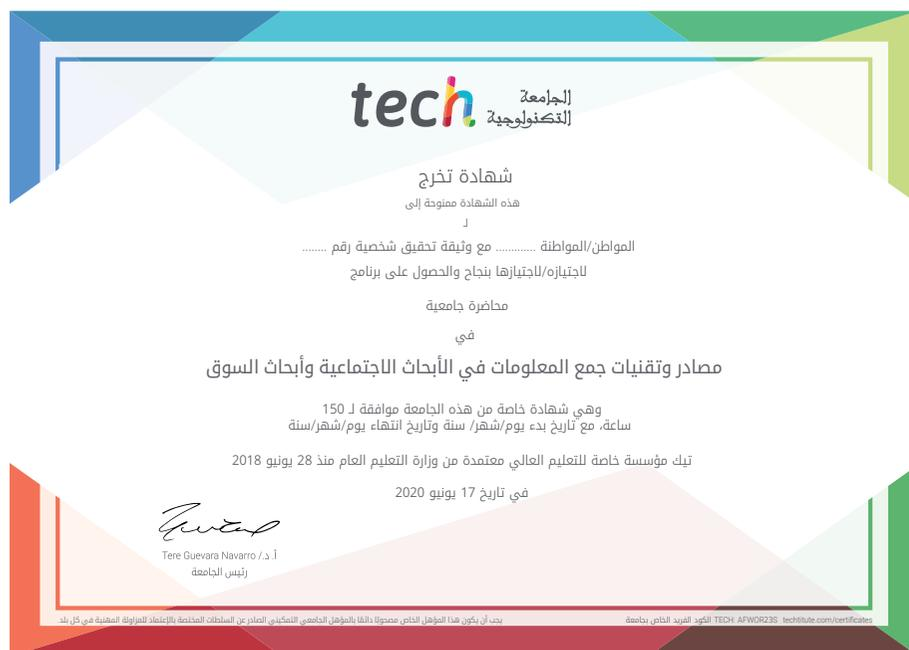 tech الجامعة
التكنولوجية
شهادة تخرج
هذه الشهادة ممنوحة إلى
لـ
المواطن/المواطنة ............ مع وثيقة تحقيق شخصية رقم ........
لاجتيازه/لاجتيازها بنجاح والحصول على برنامج
محاضرة جامعية
في
مصادر وتقنيات جمع المعلومات في الأبحاث الاجتماعية وأبحاث السوق
وهي شهادة خاصة من هذه الجامعة موافقة لـ 150
ساعة، مع تاريخ بدء يوم/شهر/ سنة وتاريخ انتهاء يوم/شهر/سنة
تيك مؤسسة خاصة للتعليم العالي معتمدة من وزارة التعليم العام منذ 28 يونيو 2018
في تاريخ 17 يونيو 2020
أ.د./ Tere Guevara Navarro
رئيس الجامعة
يجب أن يكون هذا المؤهل الخاص مصحوبًا دائمًا بالمؤهل الجامعي التمكيني الصادر عن السلطات المختصة بالإعتماد للمزاولة المهنية في كل بلد.
الكود الفريد الخاص بجامعة TECH: AFWOR23S techtitute.com/certificates